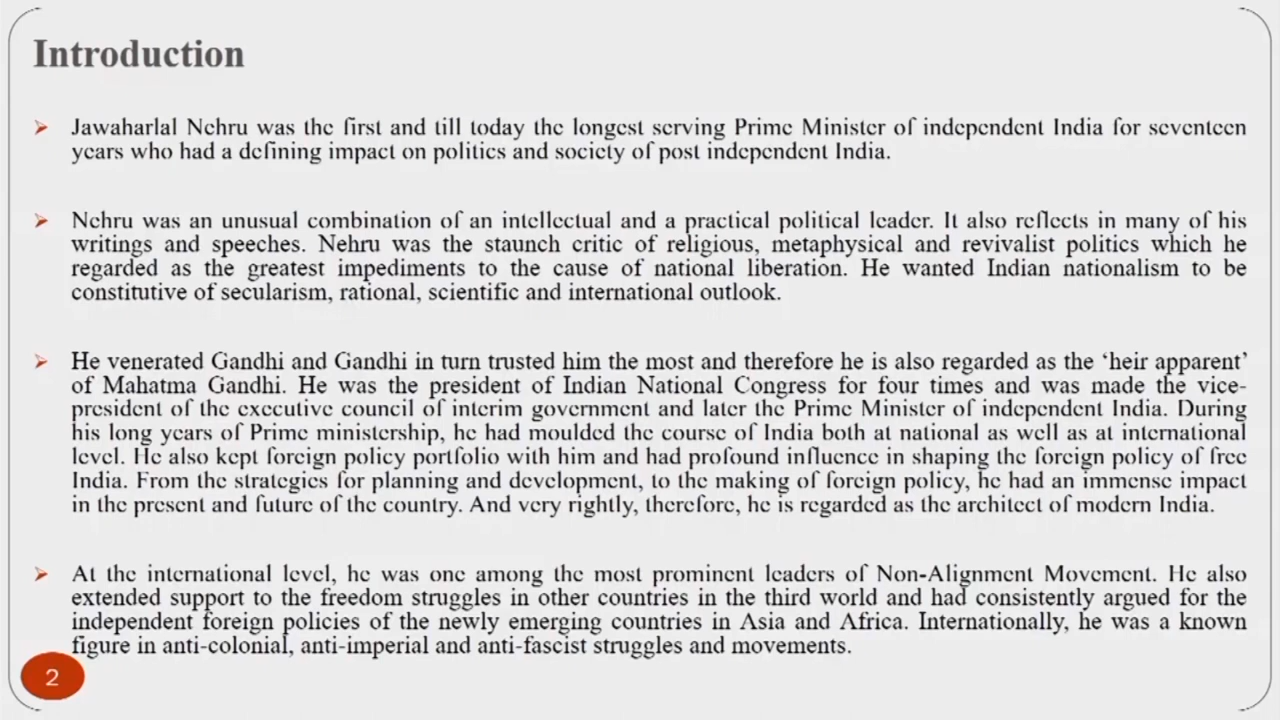 Introduction
Jawaharlal Nehru was the first and till today the longest serving Prime Minister of independent India for seventeen
years who had a defining impact on politics and society of post independent India.
Nehru was an unusual combination of an intellectual and a practical political leader. It also reflects in many of his
writings and speeches. Nehru was the staunch critic of religious, metaphysical and revivalist politics which he
regarded as the greatest impediments to the cause of national liberation. He wanted Indian nationalism to be
constitutive of secularism, rational, scientific and international outlook.
He venerated Gandhi and Gandhi in turn trusted him the most and therefore he is also regarded as the ‘heir apparent’
of Mahatma Gandhi. He was the president of Indian National Congress for four times and was made the vice-
president of the executive council of interim government and later the Prime Minister of independent India. During
his long years of Prime ministership, he had moulded the course of India both at national as well as at international
level. He also kept foreign policy portfolio with him and had profound influence in shaping the foreign policy of free
India. From the strategies for planning and development, to the making of foreign policy, he had an immense impact
in the present and future of the country. And very rightly, therefore, he is regarded as the architect of modern India.
At the international level, he was one among the most prominent leaders of Non-Alignment Movement. He also
extended support to the freedom struggles in other countries in the third world and had consistently argued for the
independent foreign policies of the newly emerging countries in Asia and Africa. Internationally, he was a known
figure in anti-colonial, anti-imperial and anti-fascist struggles and movements.
2